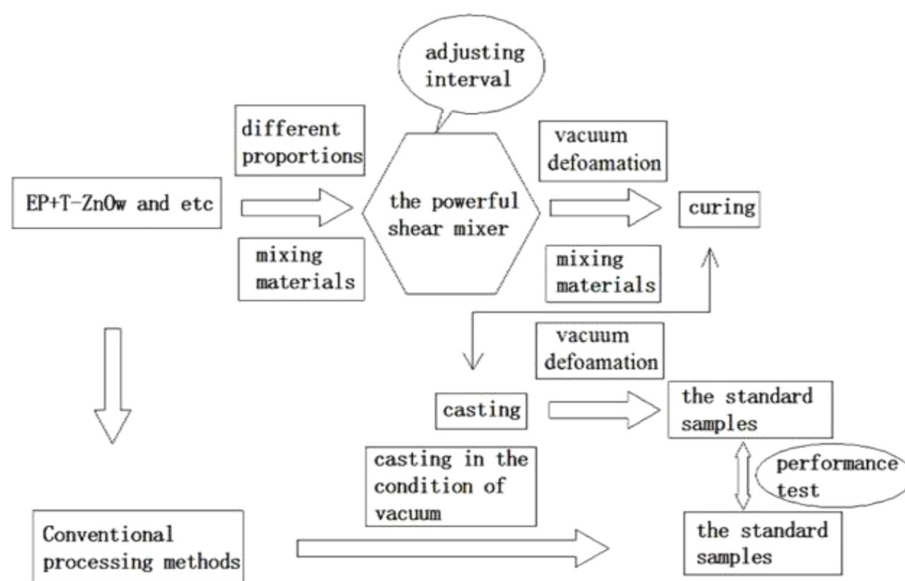 adjusting
interval
different
proportions
vacuum
defoamation
EP+T-ZnOw and etc
the powerful
shear mixer
curing
mixing
materials
mixing
materials
vacuum
defoamation
casting
the standard
samples
casting in the
condition of
vacuum
performance
test
Conventional
processing methods
the standard
samples